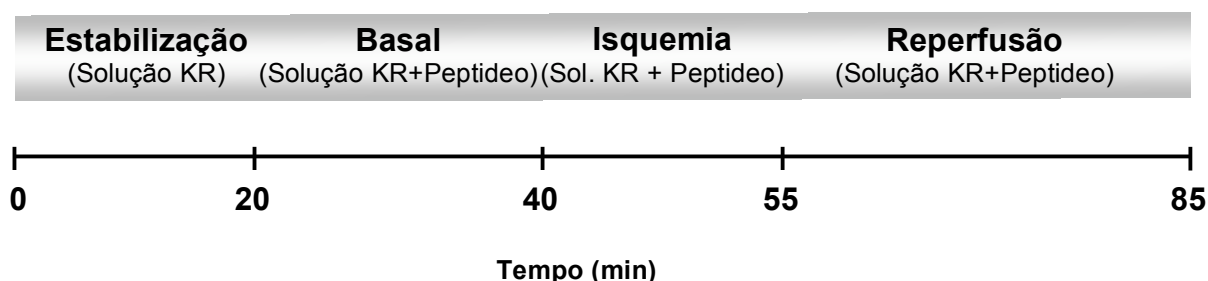 Estabilização Basal Isquemia Reperfusão
(Solução KR) (Solução KR+Peptideo) (Sol. KR + Peptideo) (Solução KR+Peptideo)
0 20 40 55 85
Tempo (min)